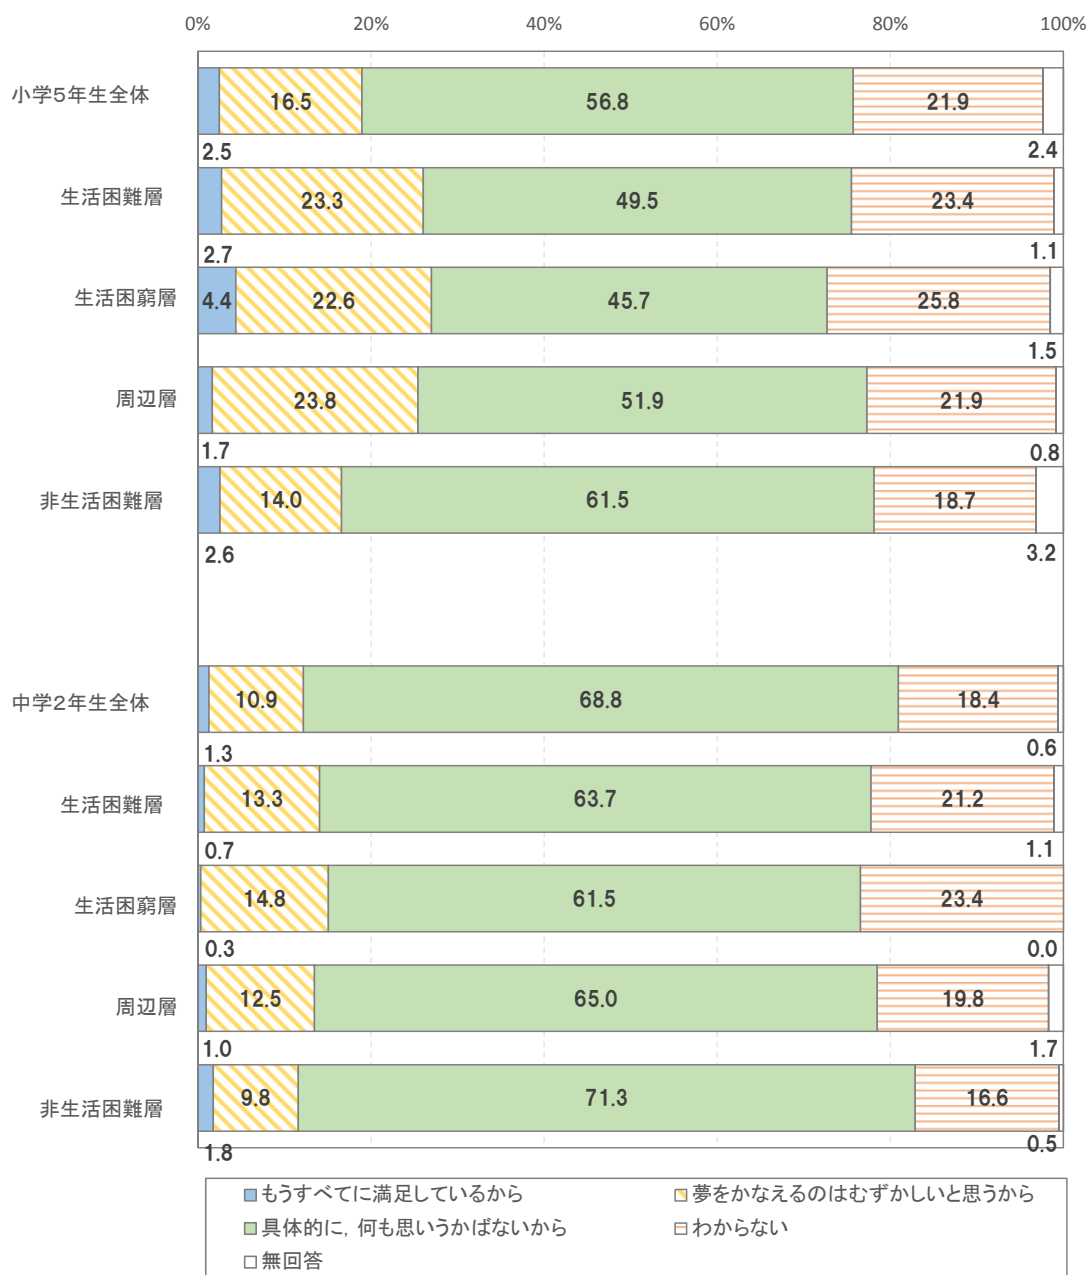 0% 20% 40% 60% 80% 100%
小学5年生全体 16.5 56.8 21.9
2.5 2.4
生活困難層 23.3 49.5 23.4
2.7 1.1
生活困窮層 4.4 22.6 45.7 25.8
1.5
周辺層 23.8 51.9 21.9
1.7 0.8
非生活困難層 14.0 61.5 18.7
2.6 3.2
中学2年生全体 10.9 68.8 18.4
1.3 0.6
生活困難層 13.3 63.7 21.2
0.7 1.1
生活困窮層 14.8 61.5 23.4
0.3 0.0
周辺層 12.5 65.0 19.8
1.0 1.7
非生活困難層 9.8 71.3 16.6
1.8 0.5
もうすべてに満足しているから 夢をかなえるのはむずかしいと思うから
具体的に，何も思いうかばないから わからない
無回答